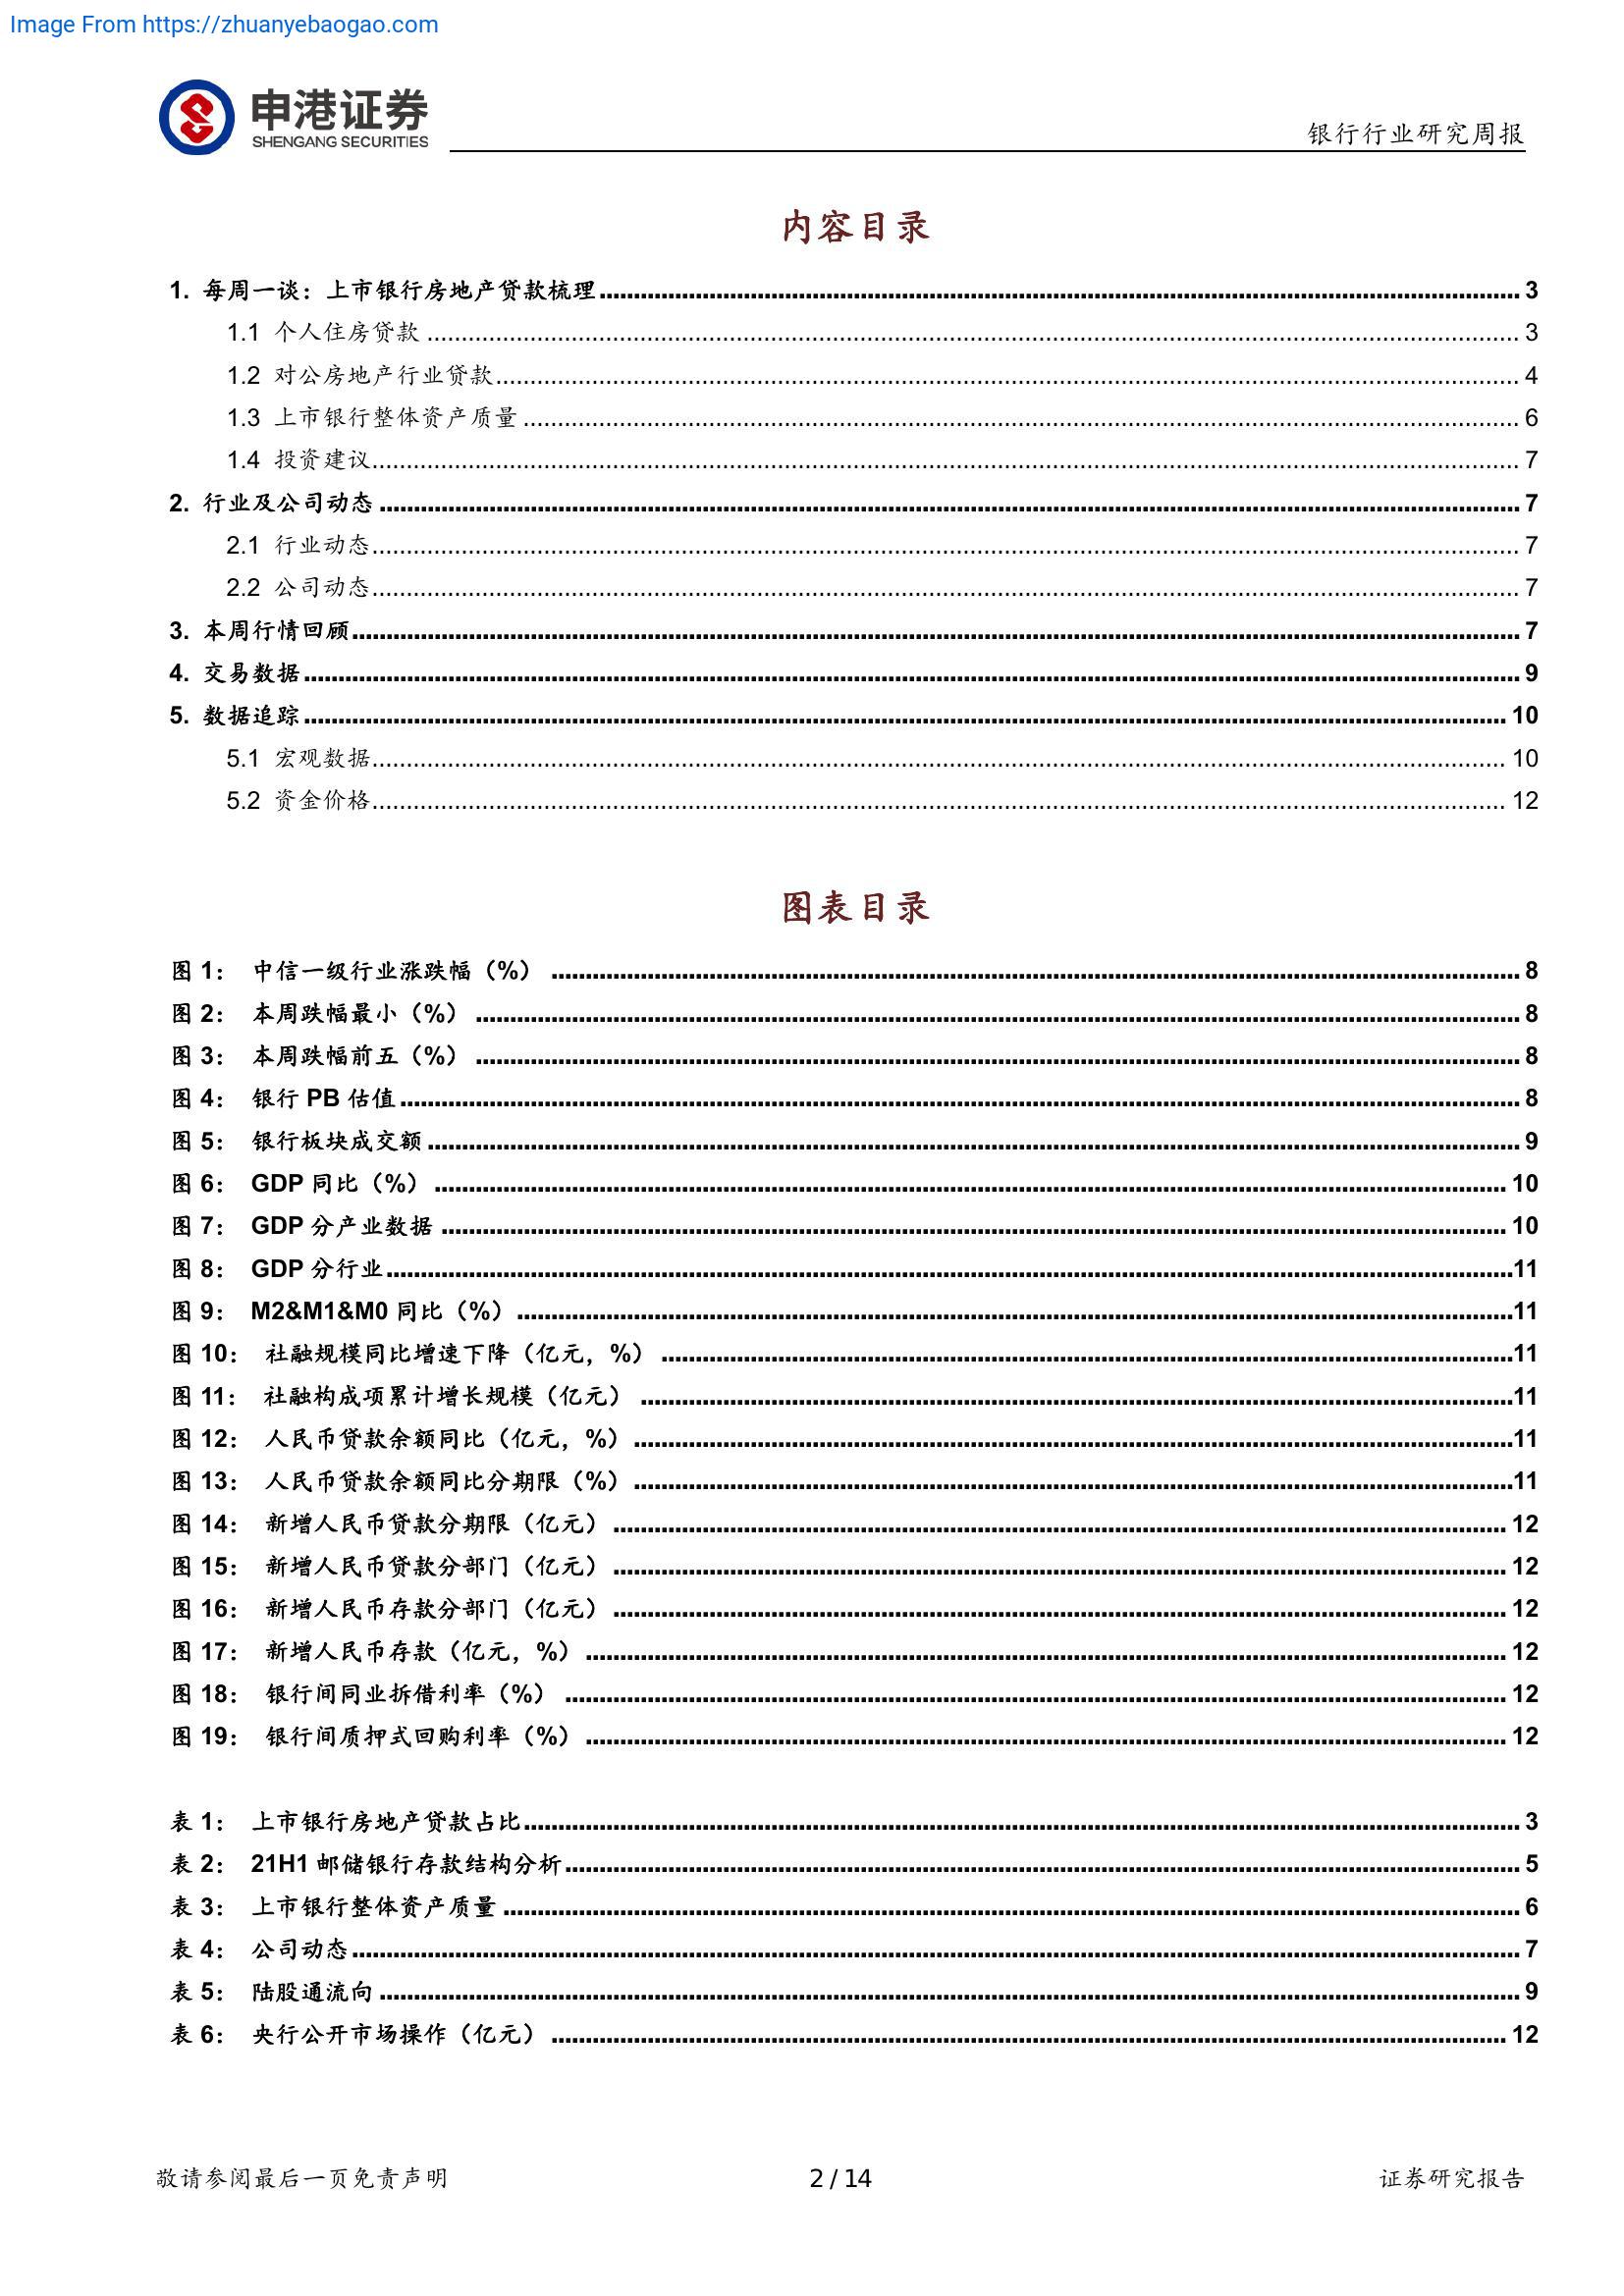 Image From https://zhuanyebaogao.com
申港证券
SHENGANG SECURITIES
银行行业研究周报
内容目录
1. 每周一谈：上市银行房地产贷款梳理 3
1.1 个人住房贷款 3
1.2 对公房地产行业贷款 4
1.3 上市银行整体资产质量 6
1.4 投资建议 7
2. 行业及公司动态 7
2.1 行业动态 7
2.2 公司动态 7
3. 本周行情回顾 7
4. 交易数据 9
5. 数据追踪 10
5.1 宏观数据 10
5.2 资金价格 12
图表目录
图 1： 中信一级行业涨跌幅（%） 8
图 2： 本周跌幅最小（%） 8
图 3： 本周跌幅前五（%） 8
图 4： 银行 PB 估值 8
图 5： 银行板块成交额 9
图 6： GDP 同比（%） 10
图 7： GDP 分产业数据 10
图 8： GDP 分行业 11
图 9： M2&M1&M0 同比（%） 11
图 10： 社融规模同比增速下降（亿元，%） 11
图 11： 社融构成项累计增长规模（亿元） 11
图 12： 人民币贷款余额同比（亿元，%） 11
图 13： 人民币贷款余额同比分期限（%） 11
图 14： 新增人民币贷款分期限（亿元） 12
图 15： 新增人民币贷款分部门（亿元） 12
图 16： 新增人民币存款分部门（亿元） 12
图 17： 新增人民币存款（亿元，%） 12
图 18： 银行间同业拆借利率（%） 12
图 19： 银行间质押式回购利率（%） 12
表 1： 上市银行房地产贷款占比 3
表 2： 21H1 邮储银行存款结构分析 5
表 3： 上市银行整体资产质量 6
表 4： 公司动态 7
表 5： 陆股通流向 9
表 6： 央行公开市场操作（亿元） 12
敬请参阅最后一页免责声明
2 / 14
证券研究报告